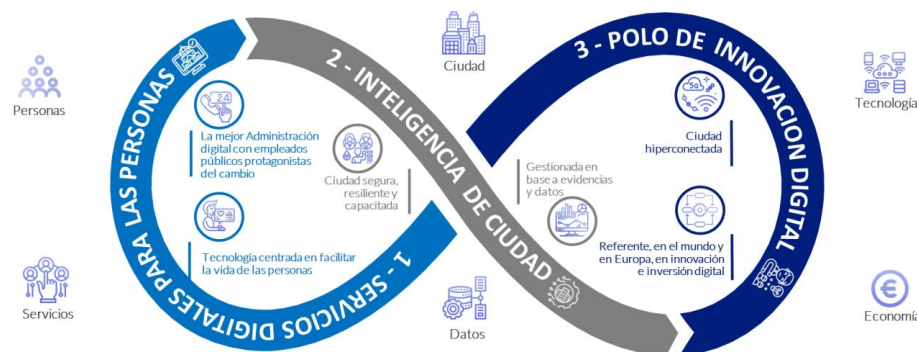 Personas
Servicios
1 - SERVICIOS DIGITALES PARA LAS PERSONAS
24
La mejor Administración
digital con empleados
públicos protagonistas
del cambio
Tecnología centrada en facilitar
la vida de las personas
2 - INTELIGENCIA DE CIUDAD
Ciudad segura,
resiliente y
capacitada
Gestionada en
base a evidencias
y datos
Ciudad
Datos
3 - POLO DE INNOVACION DIGITAL
5G
Ciudad
hiperconectada
Referente, en el mundo y
en Europa, en innovación
e inversión digital
Tecnología
€
Economía